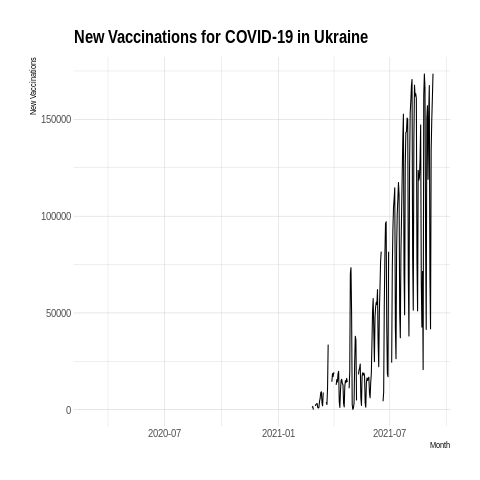 New Vaccinations for COVID-19 in Ukraine
New Vaccinations
150000
100000
50000
0
2020-07
2021-01
2021-07
Month